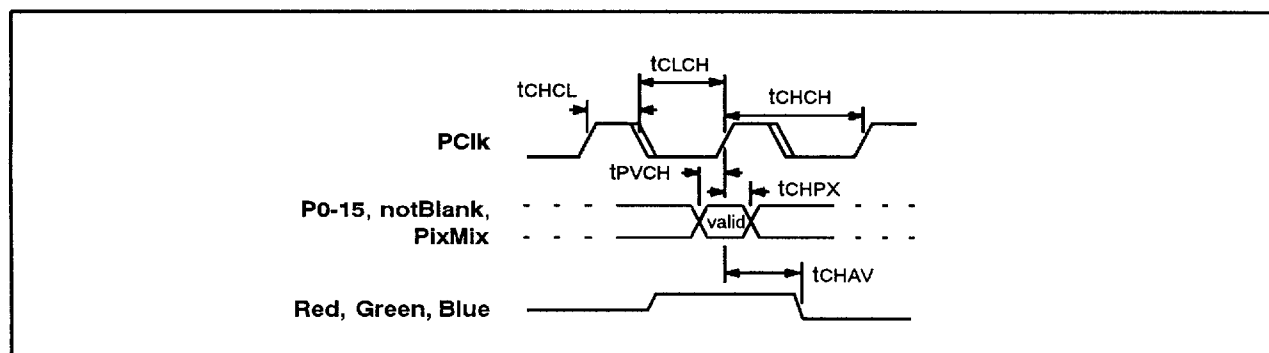 tCLCH
tCHCL
tCHCH
PClk
tPVCH
tCHPX
P0-15, notBlank,
PixMix
valid
tCHAV
Red, Green, Blue